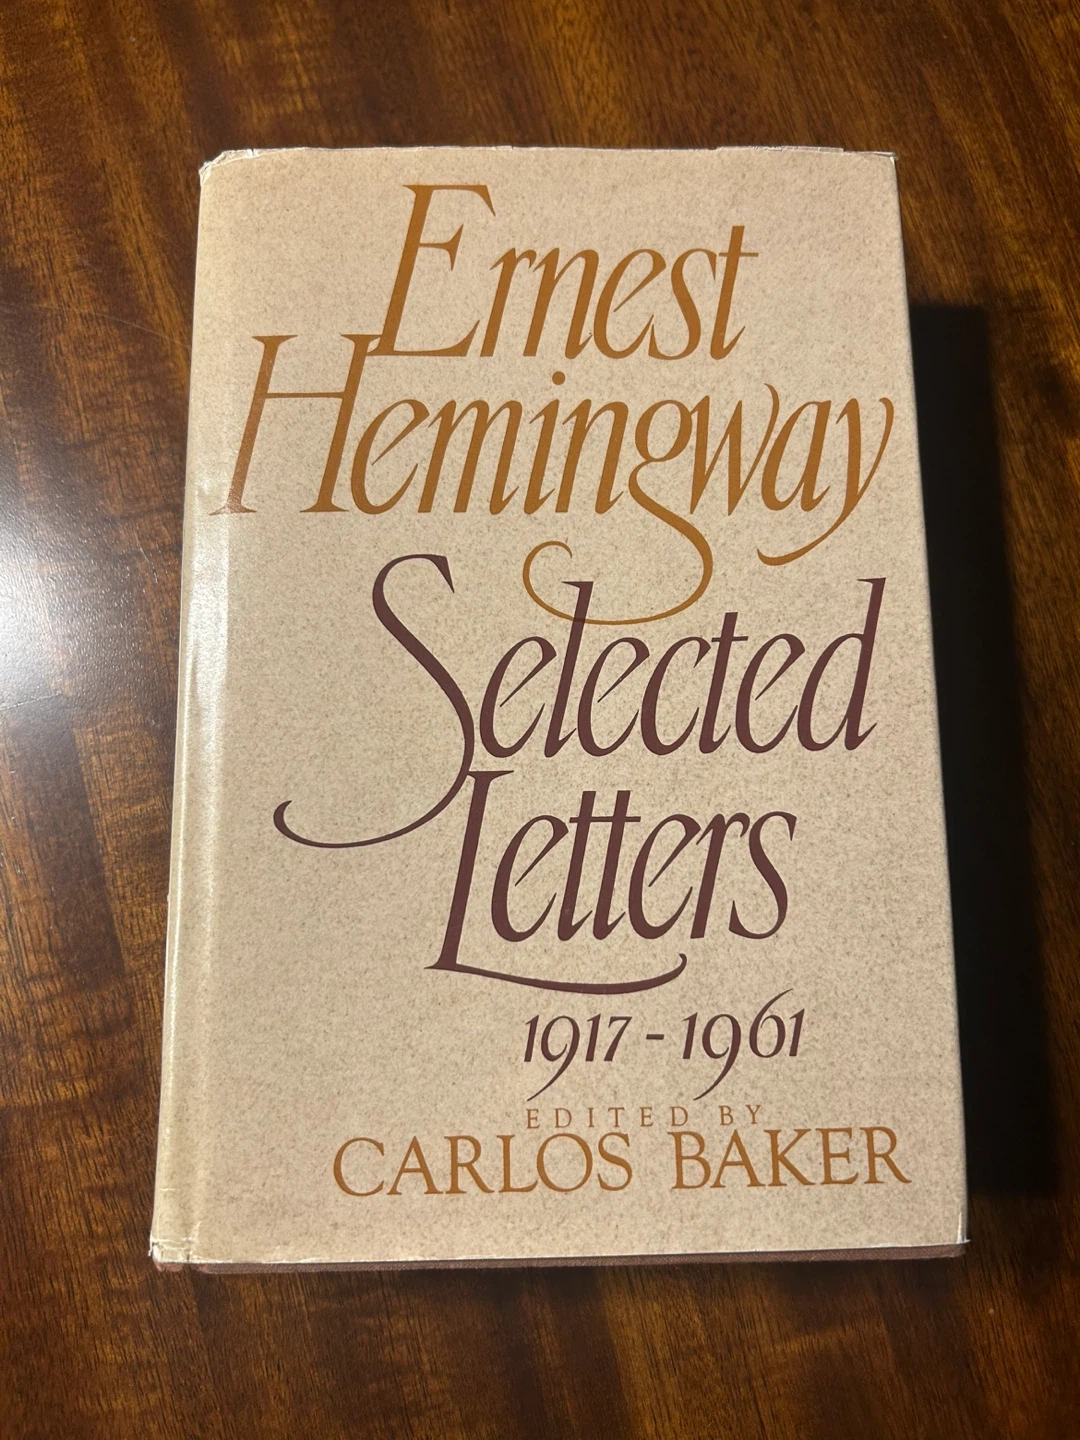 Ernest
Hemingway
Selected
Letters
1917 - 1961
EDITED BY
CARLOS BAKER